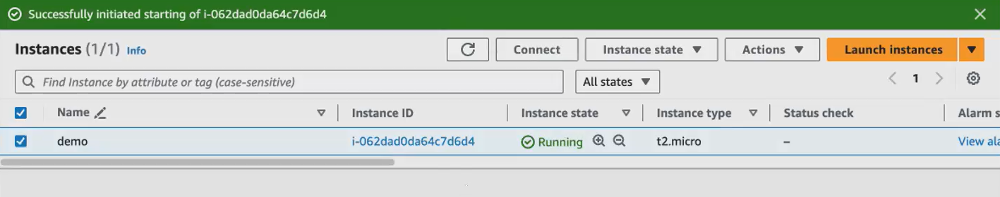 Successfully initiated starting of i-062dad0da64c7d6d4
Instances (1/1) Info Connect Instance state Actions Launch instances
Find Instance by attribute or tag (case-sensitive) All states 1
Name Instance ID Instance state Instance type Status check Alarm s
demo i-062dad0da64c7d6d4 Running t2.micro – View ala